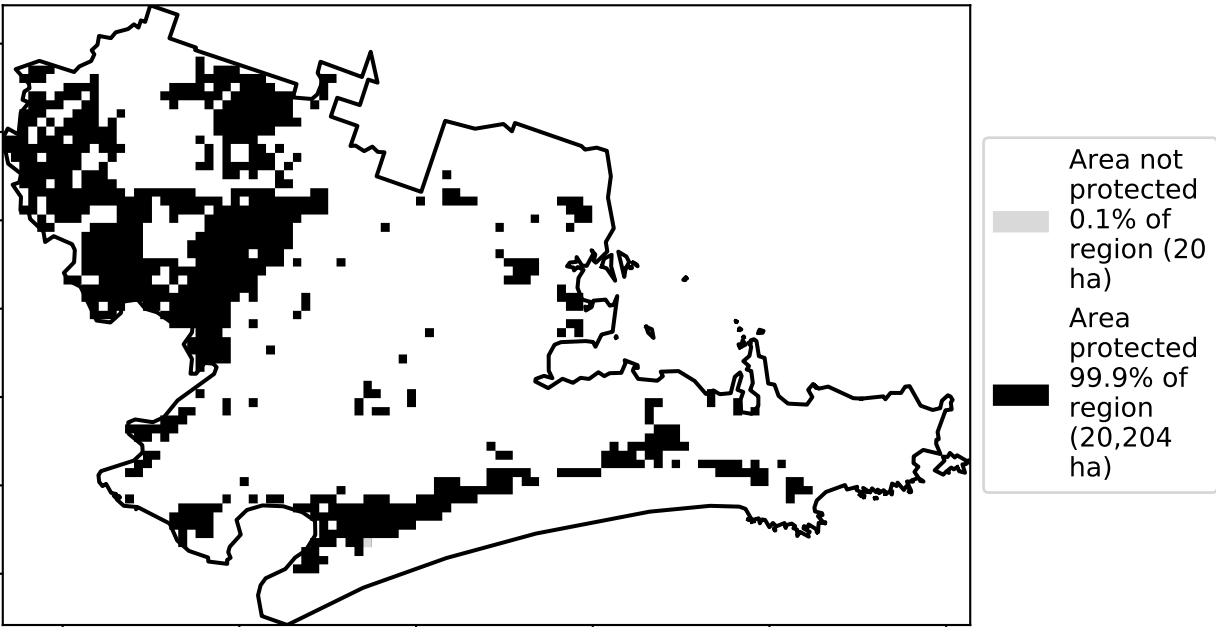 Area not
protected
0.1% of
region (20
ha)
Area
protected
99.9% of
region
(20,204
ha)